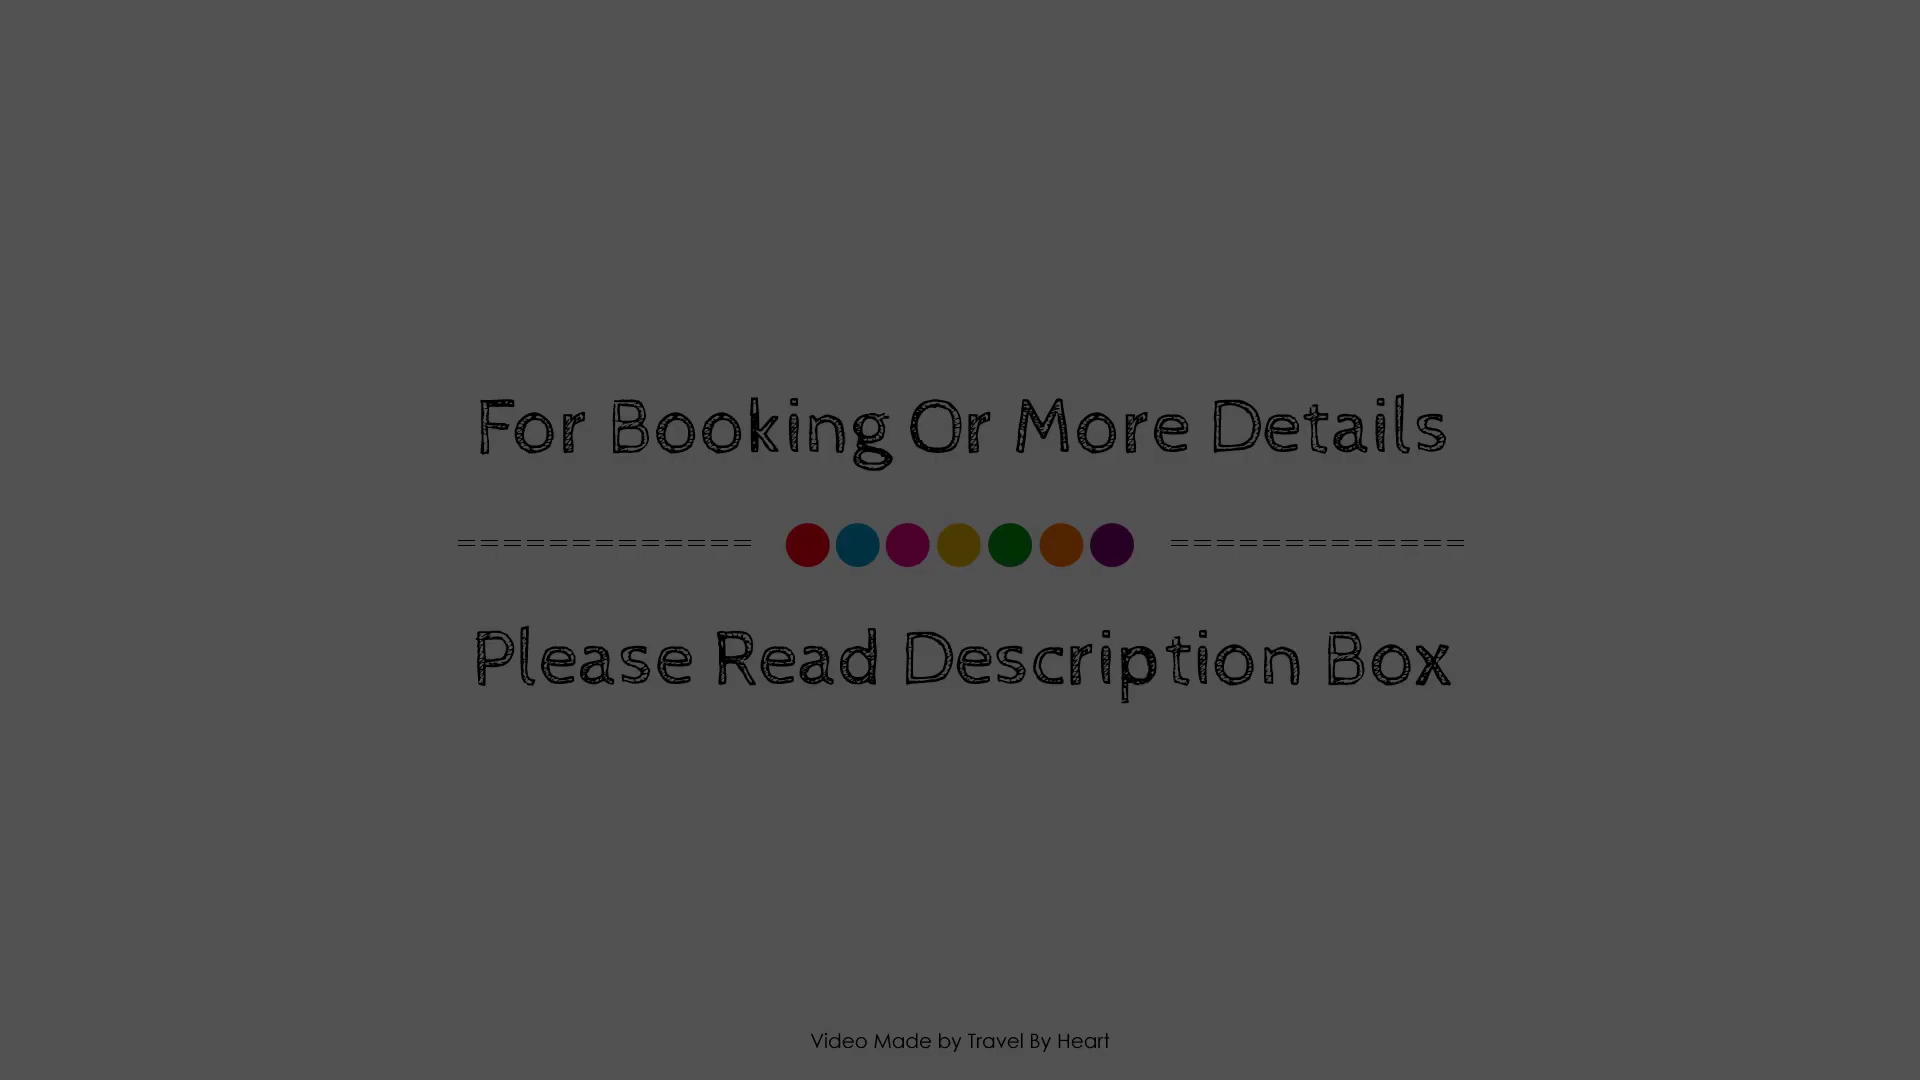 For Booking Or More Details
============= =============
Please Read Description Box
Video Made by Travel By Heart